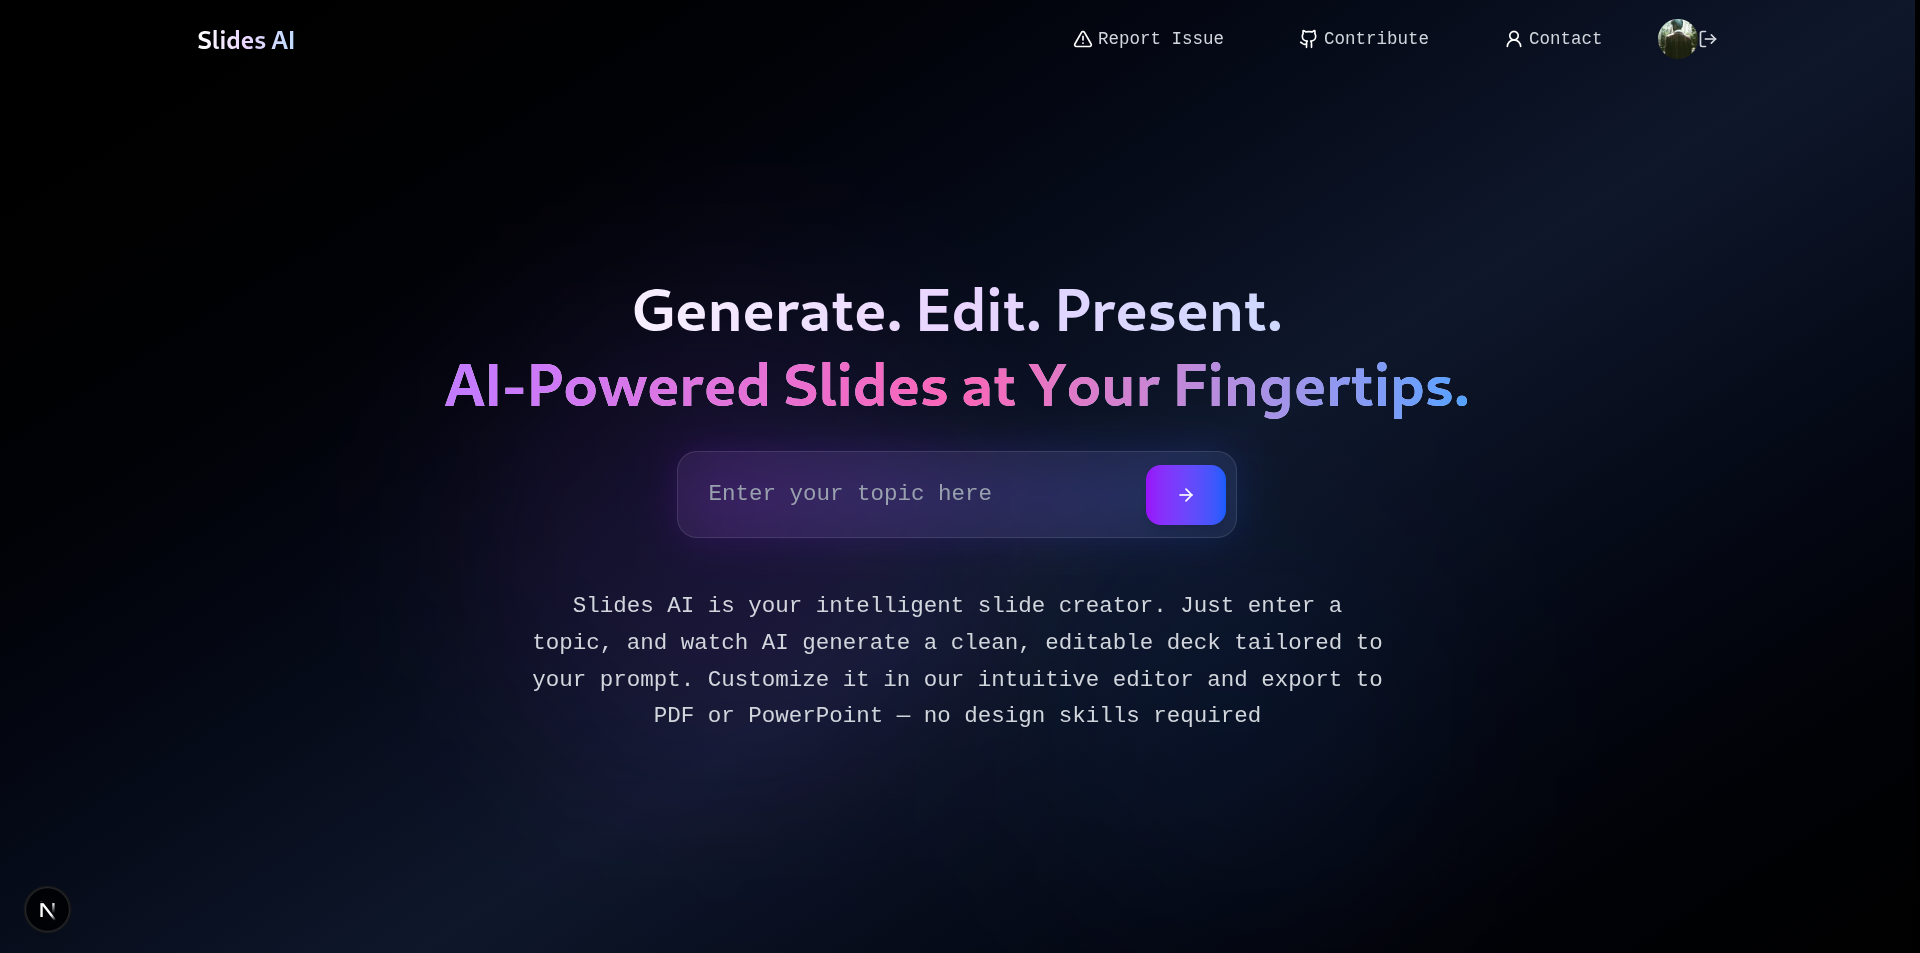 Slides AI
Report Issue
Contribute
Contact
Generate. Edit. Present.
AI-Powered Slides at Your Fingertips.
Enter your topic here
Slides AI is your intelligent slide creator. Just enter a
topic, and watch AI generate a clean, editable deck tailored to
your prompt. Customize it in our intuitive editor and export to
PDF or PowerPoint — no design skills required
N